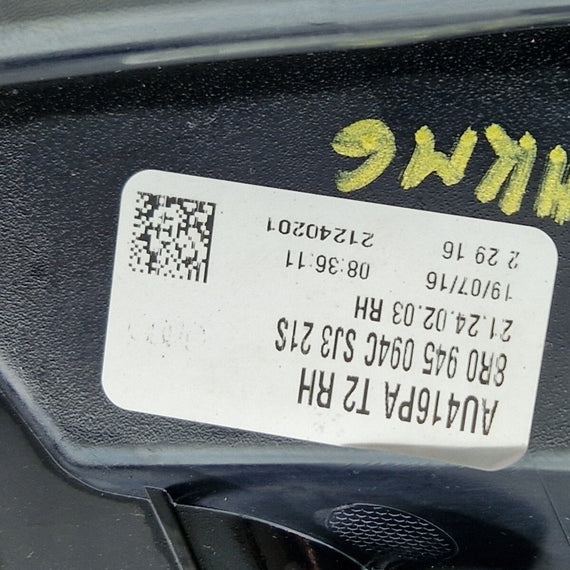 AU416PA T2 RH
8R0 945 094C SJ3 21S
21.24.02.03 RH
19/07/16 08:36:11
2 29 16 21240201